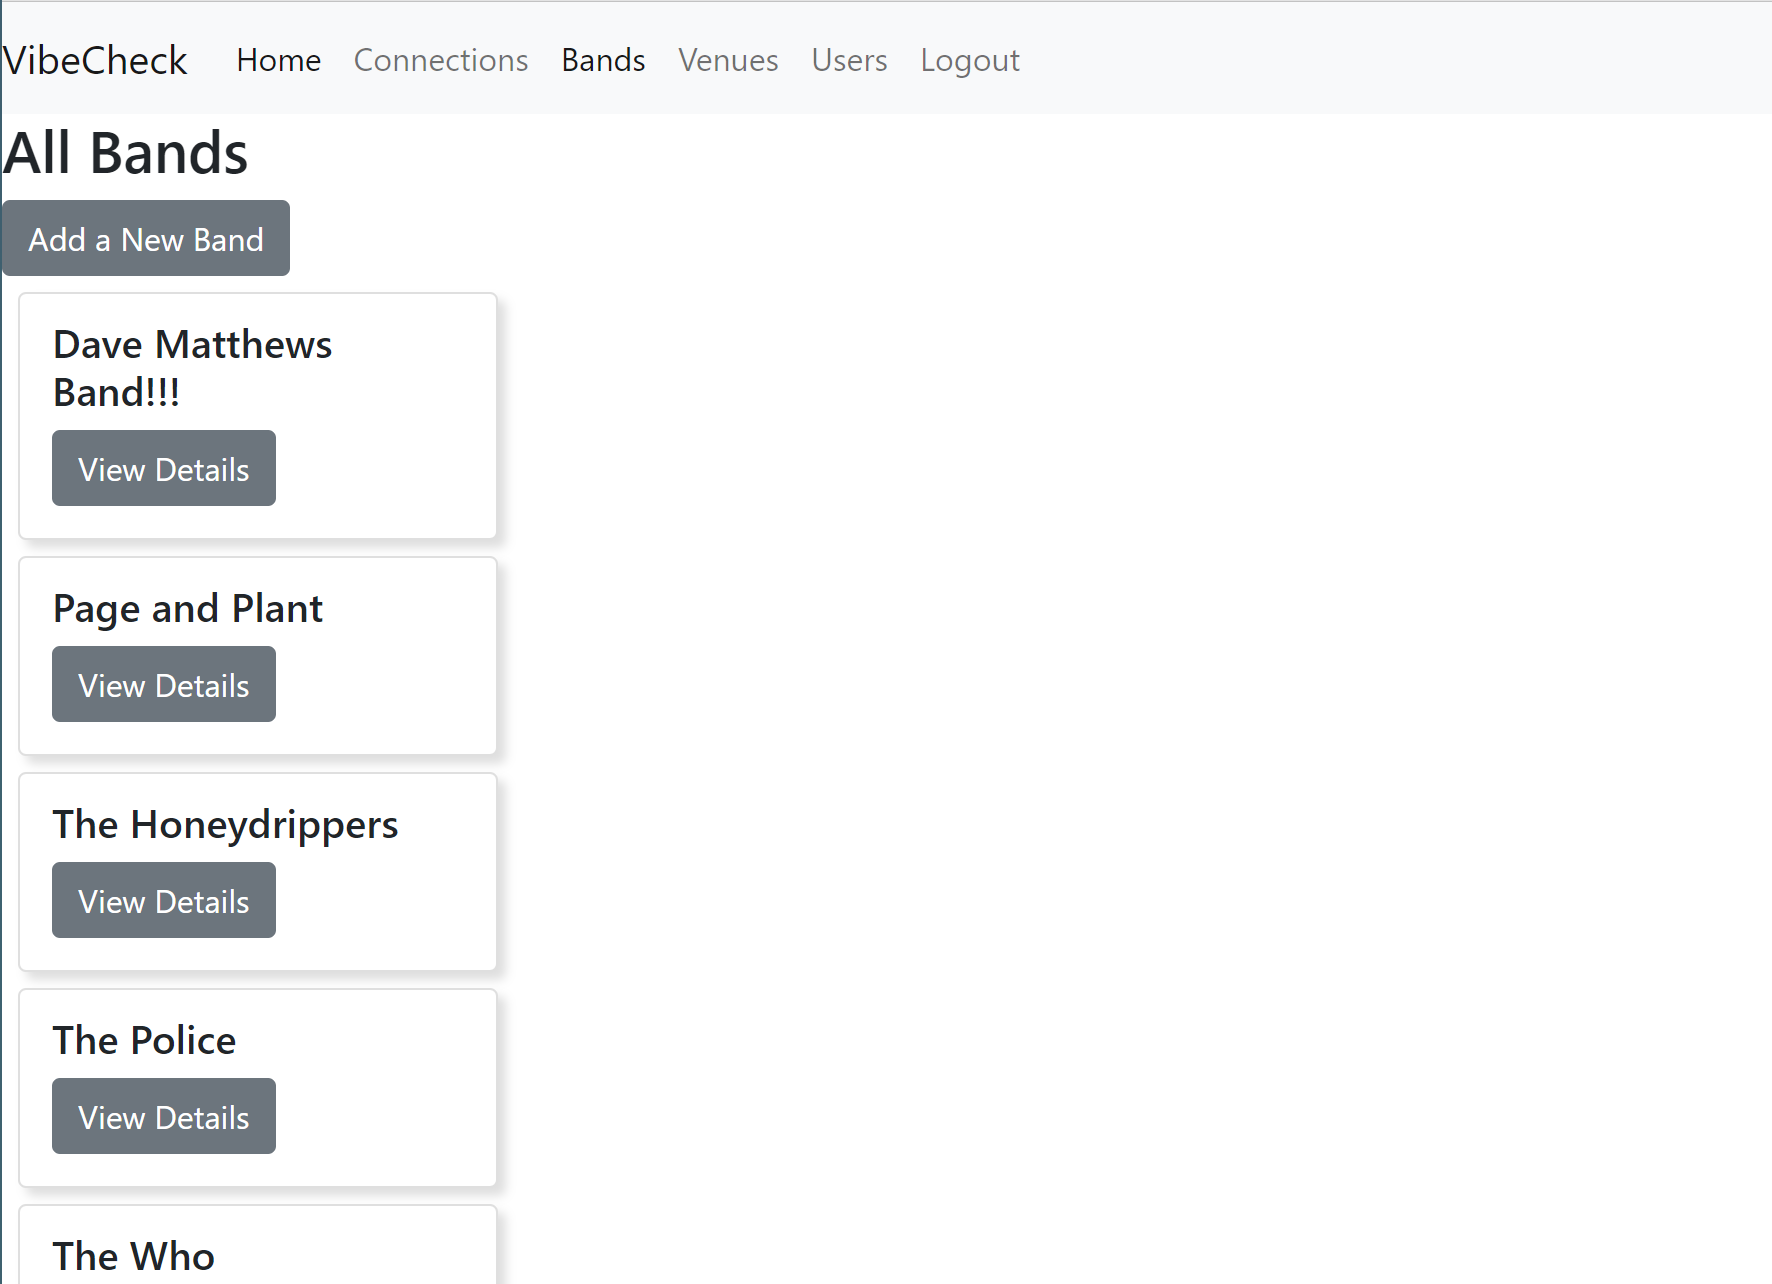 VibeCheck Home Connections Bands Venues Users Logout
All Bands
Add a New Band
Dave Matthews
Band!!!
View Details
Page and Plant
View Details
The Honeydrippers
View Details
The Police
View Details
The Who